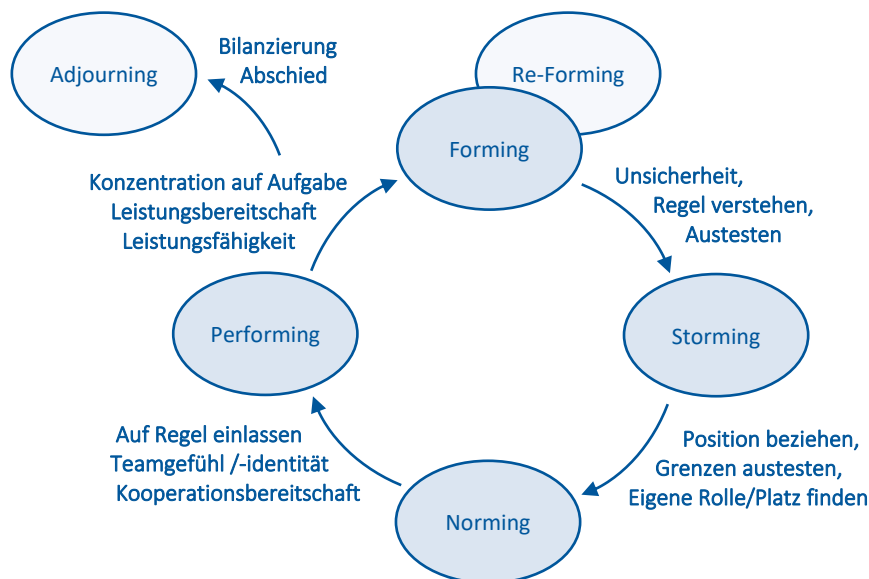 Adjourning
Bilanzierung
Abschied
Re-Forming
Forming
Konzentration auf Aufgabe
Leistungsbereitschaft
Leistungsfähigkeit
Unsicherheit,
Regel verstehen,
Austesten
Performing
Storming
Auf Regel einlassen
Teamgefühl /-identität
Kooperationsbereitschaft
Position beziehen,
Grenzen austesten,
Eigene Rolle/Platz finden
Norming